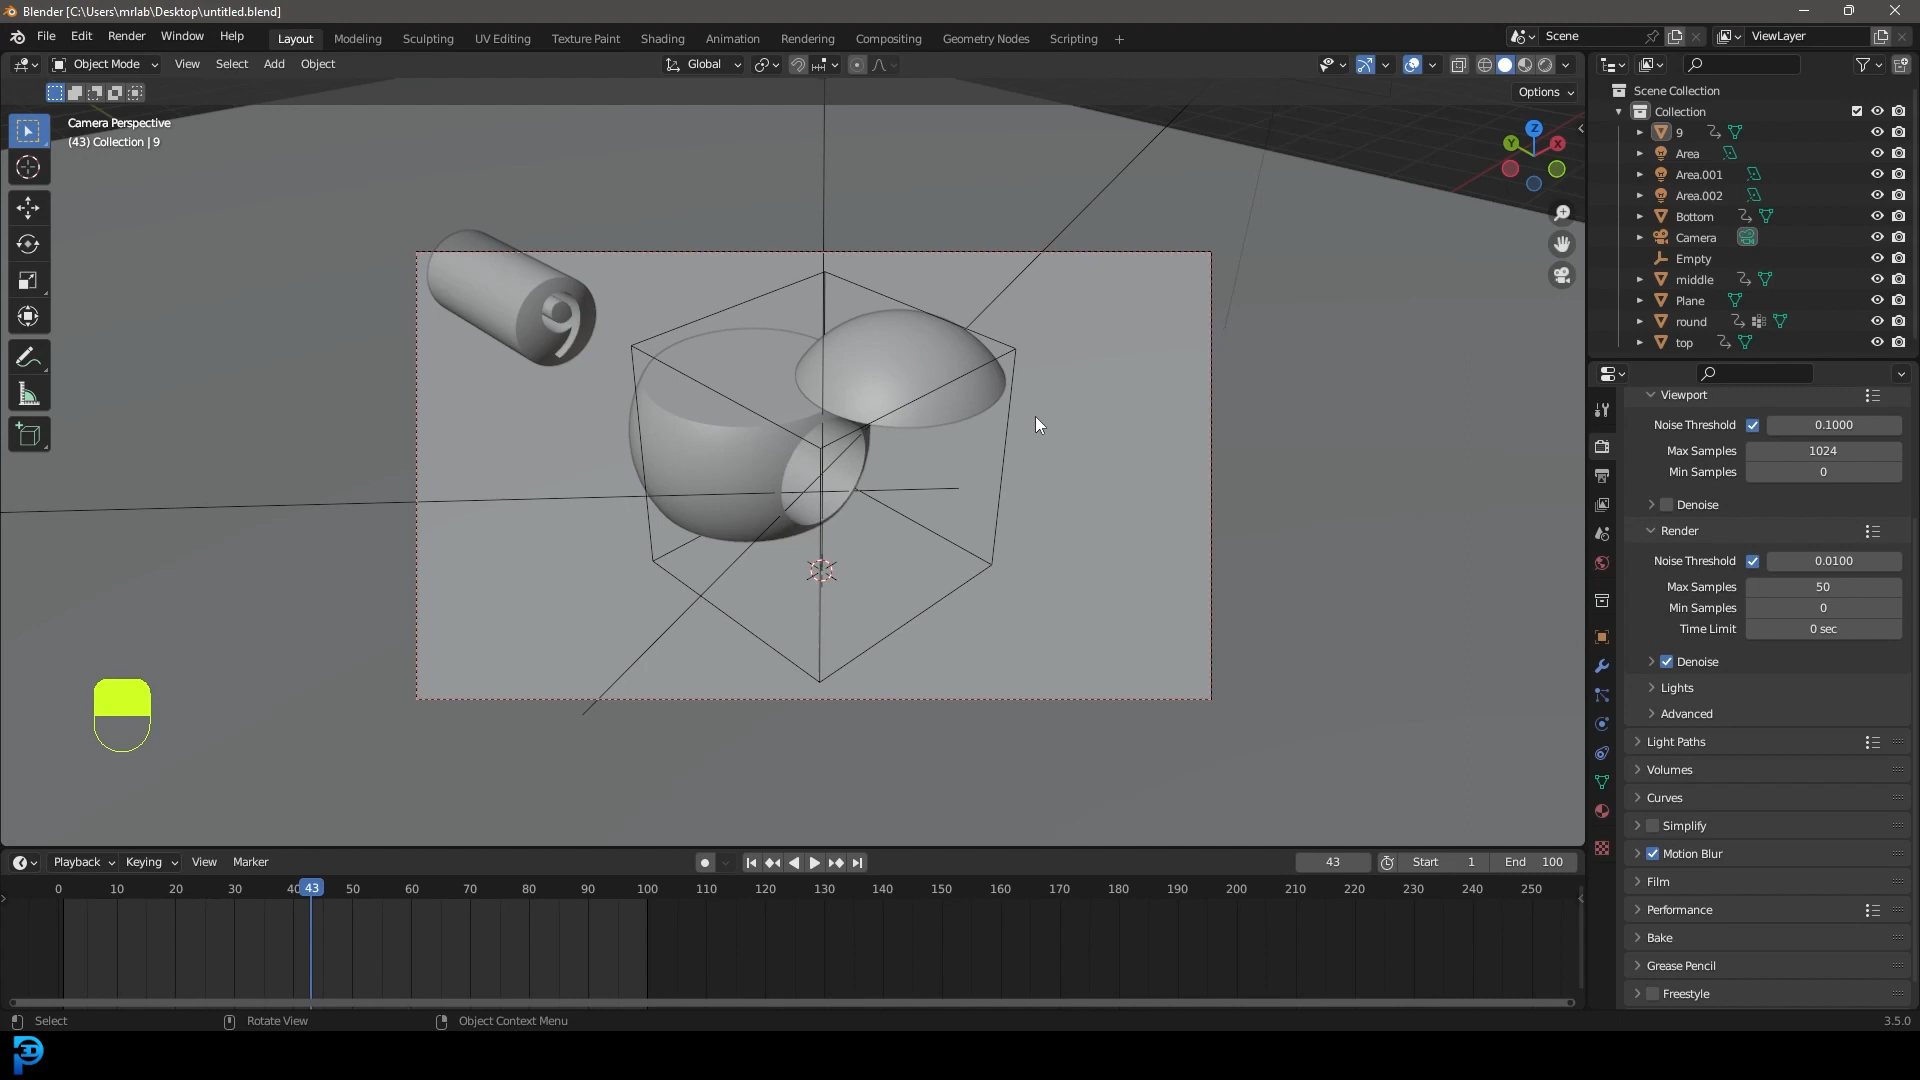 Blender [C:\Users\mrlab\Desktop\untitled.blend]
File Edit Render Window Help Layout Modeling Sculpting UV Editing Texture Paint Shading Animation Rendering Compositing Geometry Nodes Scripting + Scene ViewLayer
Object Mode View Select Add Object Global
Options
Camera Perspective
(43) Collection | 9
Z
Y
X
9
Scene Collection
Collection
9
Area
Area.001
Area.002
Bottom
Camera
Empty
middle
Plane
round
top
Viewport
Noise Threshold 0.1000
Max Samples 1024
Min Samples 0
Denoise
Render
Noise Threshold 0.0100
Max Samples 50
Min Samples 0
Time Limit 0 sec
Denoise
Lights
Advanced
Light Paths
Volumes
Curves
Simplify
Motion Blur
Film
Performance
Bake
Grease Pencil
Freestyle
Playback Keying View Marker 43 Start 1 End 100
0 10 20 30 40 43 50 60 70 80 90 100 110 120 130 140 150 160 170 180 190 200 210 220 230 240 250
Select Rotate View Object Context Menu 3.5.0
P3D